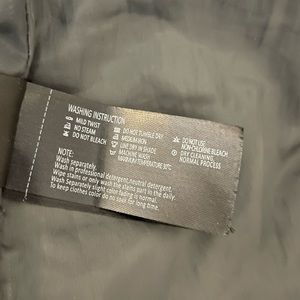 WASHING INSTRUCTION
MILD TWIST
NO STEAM
DO NOT BLEACH
DO NOT TUMBLE DRY
MEDIUM IRON
LINE DRY IN SHADE
MACHINE WASH
MAXIMUM TEMPERATURE 30°C
DO NOT USE
NON-CHLORINE BLEACH
DRY CLEANING
NORMAL PROCESS
NOTE:
Wash separately.
Wash in professional detergent,neutral detergent.
Wipe stains or only wash the stains part in the daily.
Wash Separately slight color fading is normal.
To keep clothes color do not soak for long time.